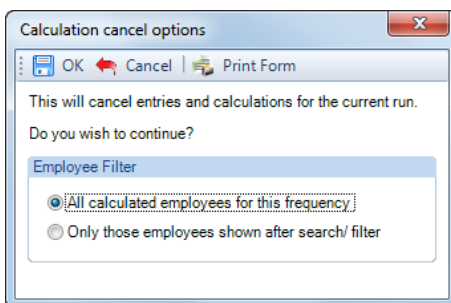 Calculation cancel options
OK Cancel Print Form
This will cancel entries and calculations for the current run.
Do you wish to continue?
Employee Filter
All calculated employees for this frequency
Only those employees shown after search/ filter